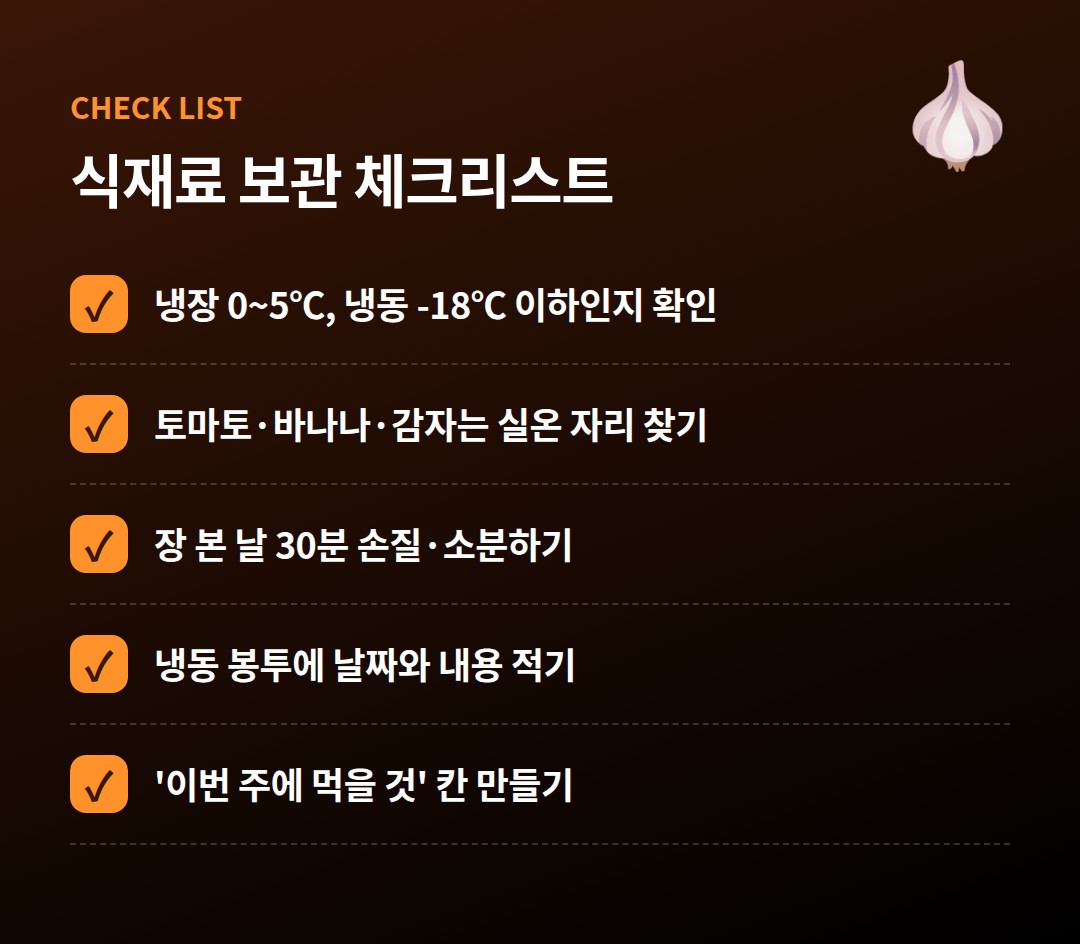 CHECK LIST
식재료 보관 체크리스트
✓ 냉장 0~5℃, 냉동 -18℃ 이하인지 확인
✓ 토마토·바나나·감자는 실온 자리 찾기
✓ 장 본 날 30분 손질·소분하기
✓ 냉동 봉투에 날짜와 내용 적기
✓ '이번 주에 먹을 것' 칸 만들기